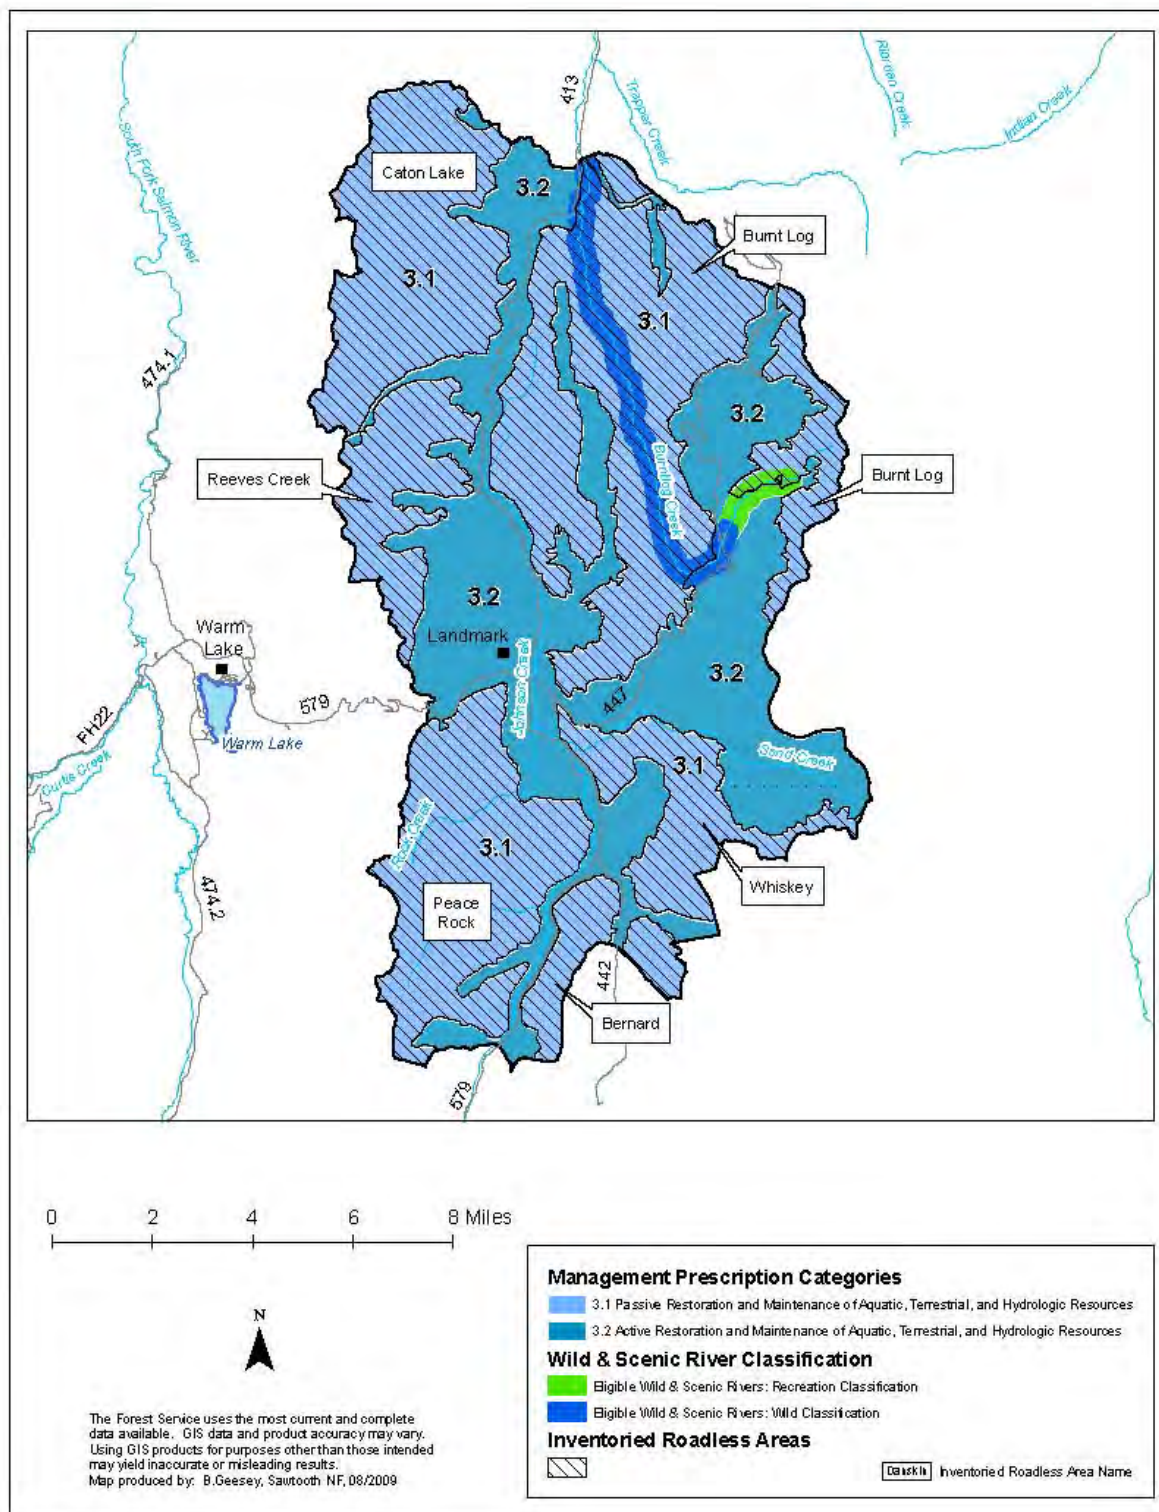 413
Trapper Creek
Riordan Creek
Indian Creek
South Fork Salmon River
Caton Lake
3.2
Burnt Log
3.1
3.1
474.1
3.2
Burntlog Creek
Reeves Creek
Burnt Log
3.2
Landmark
Warm
Lake
Johnson Creek
3.2
447
579
FH22
Warm Lake
Curtis Creek
Sand Creek
3.1
Rock Creek
3.1
474.2
Whiskey
Peace
Rock
442
Bernard
579
0 2 4 6 8 Miles
N
The Forest Service uses the most current and complete
data available. GIS data and product accuracy may vary.
Using GIS products for purposes other than those intended
may yield inaccurate or misleading results.
Map produced by: B.Geesey, Sawtooth NF, 08/2009
Management Prescription Categories
3.1 Passive Restoration and Maintenance of Aquatic, Terrestrial, and Hydrologic Resources
3.2 Active Restoration and Maintenance of Aquatic, Terrestrial, and Hydrologic Resources
Wild & Scenic River Classification
Eligible Wild & Scenic Rivers: Recreation Classification
Eligible Wild & Scenic Rivers: Wild Classification
Inventoried Roadless Areas
Danskin Inventoried Roadless Area Name